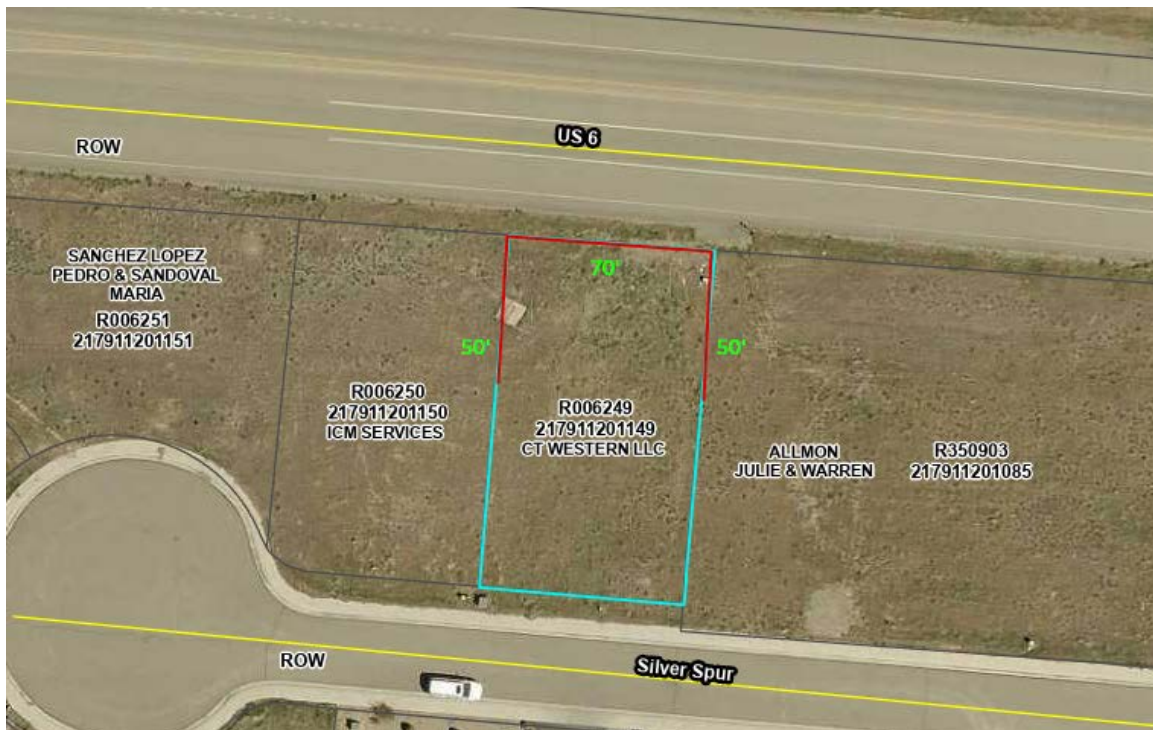 US 6
ROW
SANCHEZ LOPEZ
PEDRO & SANDOVAL
MARIA
R006251
217911201151
70'
50'
50'
R006250
217911201150
ICM SERVICES
R006249
217911201149
CT WESTERN LLC
ALLMON
JULIE & WARREN
R350903
217911201085
ROW
Silver Spur